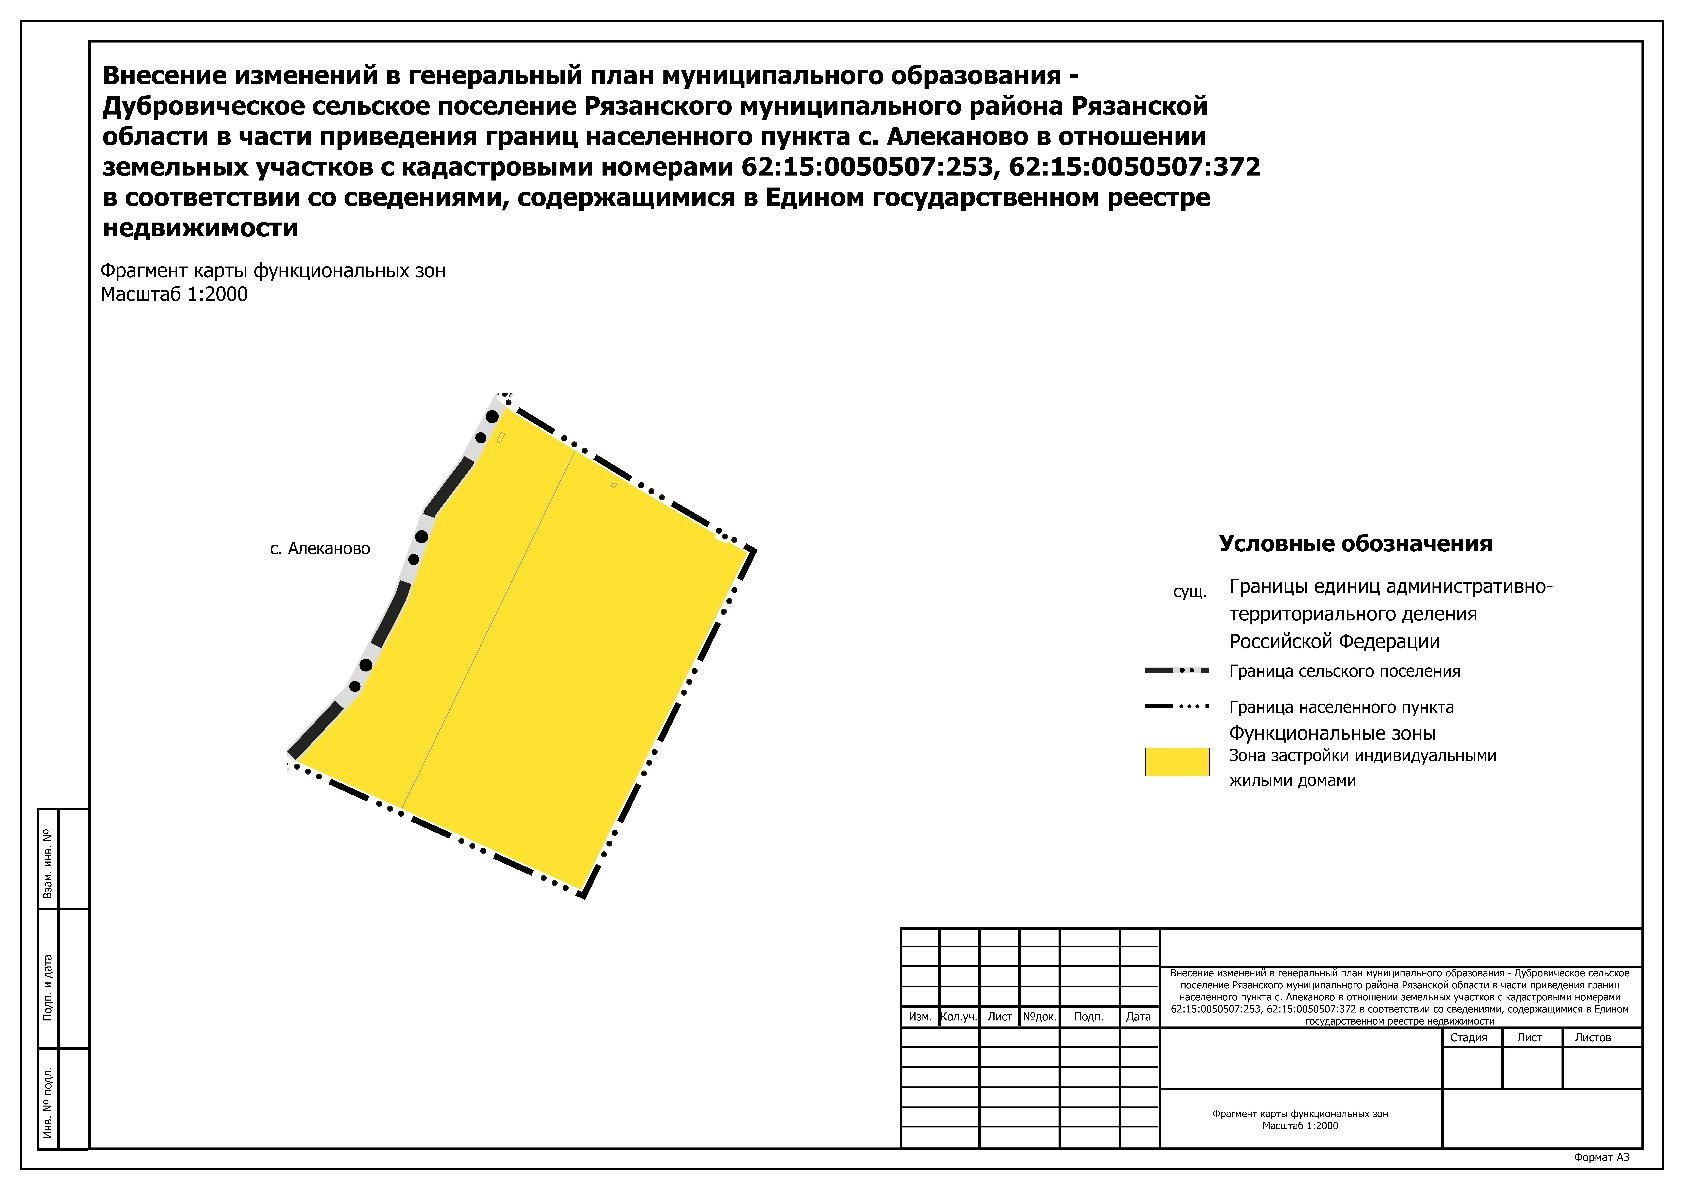 Внесение изменений в генеральный план муниципального образования -
Дубровическое сельское поселение Рязанского муниципального района Рязанской
области в части приведения границ населенного пункта с. Алеканово в отношении
земельных участков с кадастровыми номерами 62:15:0050507:253, 62:15:0050507:372
в соответствии со сведениями, содержащимися в Едином государственном реестре
недвижимости
Фрагмент карты функциональных зон
Масштаб 1:2000
с. Алеканово
Условные обозначения
сущ.
Границы единиц административно-
территориального деления
Российской Федерации
Граница сельского поселения
Граница населенного пункта
Функциональные зоны
Зона застройки индивидуальными
жилыми домами
Взам. инв. №
Подп. и дата
Инв. № подл.
Изм. Кол.уч. Лист №док. Подп. Дата
Внесение изменений в генеральный план муниципального образования - Дубровическое сельское
поселение Рязанского муниципального района Рязанской области в части приведения границ
населенного пункта с. Алеканово в отношении земельных участков с кадастровыми номерами
62:15:0050507:253, 62:15:0050507:372 в соответствии со сведениями, содержащимися в Едином
государственном реестре недвижимости
Стадия Лист Листов
Фрагмент карты функциональных зон
Масштаб 1:2000
Формат А3